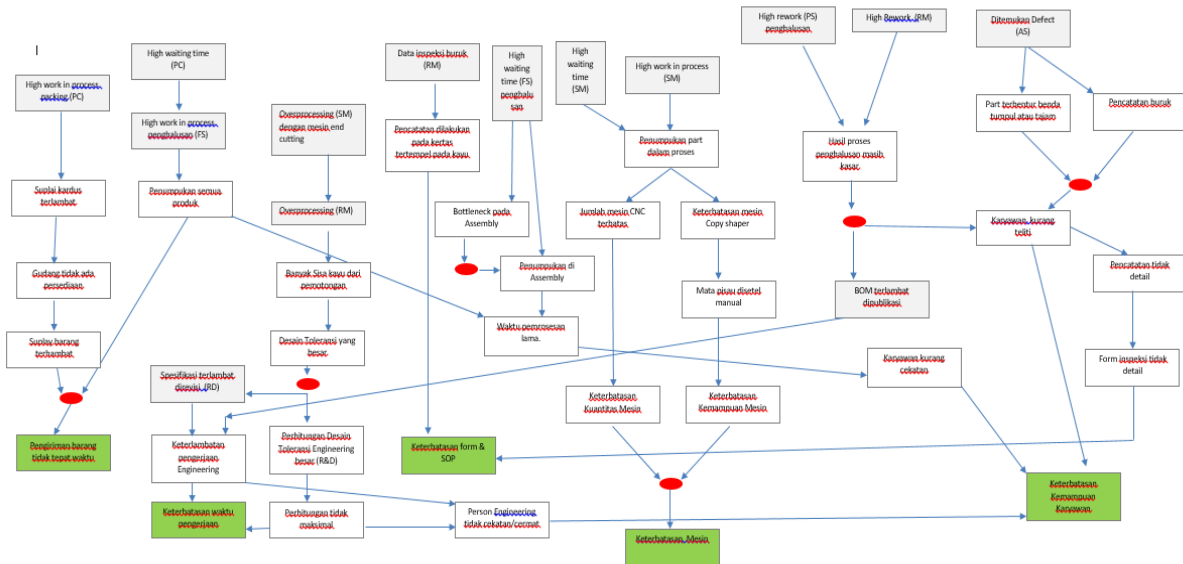 High rework (PS)
penghalusan
High Rework (RM)
Ditemukan Defect
(AS)
High waiting time
(PC)
Data inspeksi buruk
(RM)
High
waiting
time (FS)
penghalu
san
High
waiting
time
(SM)
High work in process
(SM)
High work in process
packing (PC)
High work in process
penghalusan (FS)
Overprocessing (SM)
dengan mesin end
cutting
Pencatatan dilakukan
pada kertas
tertempel pada kayu
Penumpukan part
dalam proses
Hasil proses
penghalusan masih
kasar
Part terbentur benda
tumpul atau tajam
Pencatatan buruk
Suplai kardus
terlambat
Penumpukan semua
produk
Overprocessing (RM)
Bottleneck pada
Assembly
Jumlah mesin CNC
terbatas
Keterbatasan mesin
Copy shaper
Karyawan kurang
teliti
Gudang tidak ada
persediaan
Banyak Sisa kayu dari
pemotongan
Penumpukan di
Assembly
Mata pisau disetel
manual
BOM terlambat
dipublikasi
Pencatatan tidak
detail
Suplay barang
terhambat
Desain Toleransi yang
besar
Waktu pemrosesan
lama.
Karyawan kurang
cekatan
Form inspeksi tidak
detail
Spesifikasi terlambat
direvisi (RD)
Keterbatasan
Kuantitas Mesin
Keterbatasan
Kemampuan Mesin
Pengiriman barang
tidak tepat waktu
Keterlambatan
pengerjaan
Engineering
Perhitungan Desain
Toleransi Engineering
besar (R&D)
Keterbatasan form &
SOP
Keterbatasan
Kemampuan
Karyawan
Keterbatasan waktu
pengerjaan
Perhitungan tidak
maksimal
Person Engineering
tidak cekatan/cermat
Keterbatasan Mesin